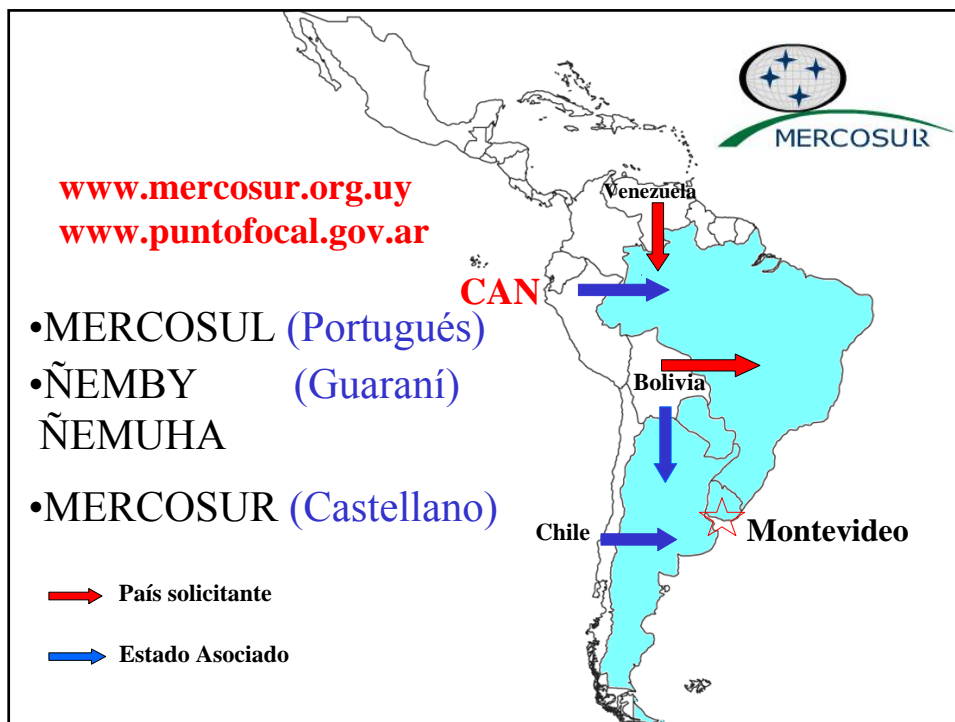 MERCOSUR
www.mercosur.org.uy
www.puntofocal.gov.ar
Venezuela
CAN
•MERCOSUL (Portugués)
•ÑEMBY (Guaraní)
ÑEMUHA
Bolivia
•MERCOSUR (Castellano)
Chile
Montevideo
País solicitante
Estado Asociado